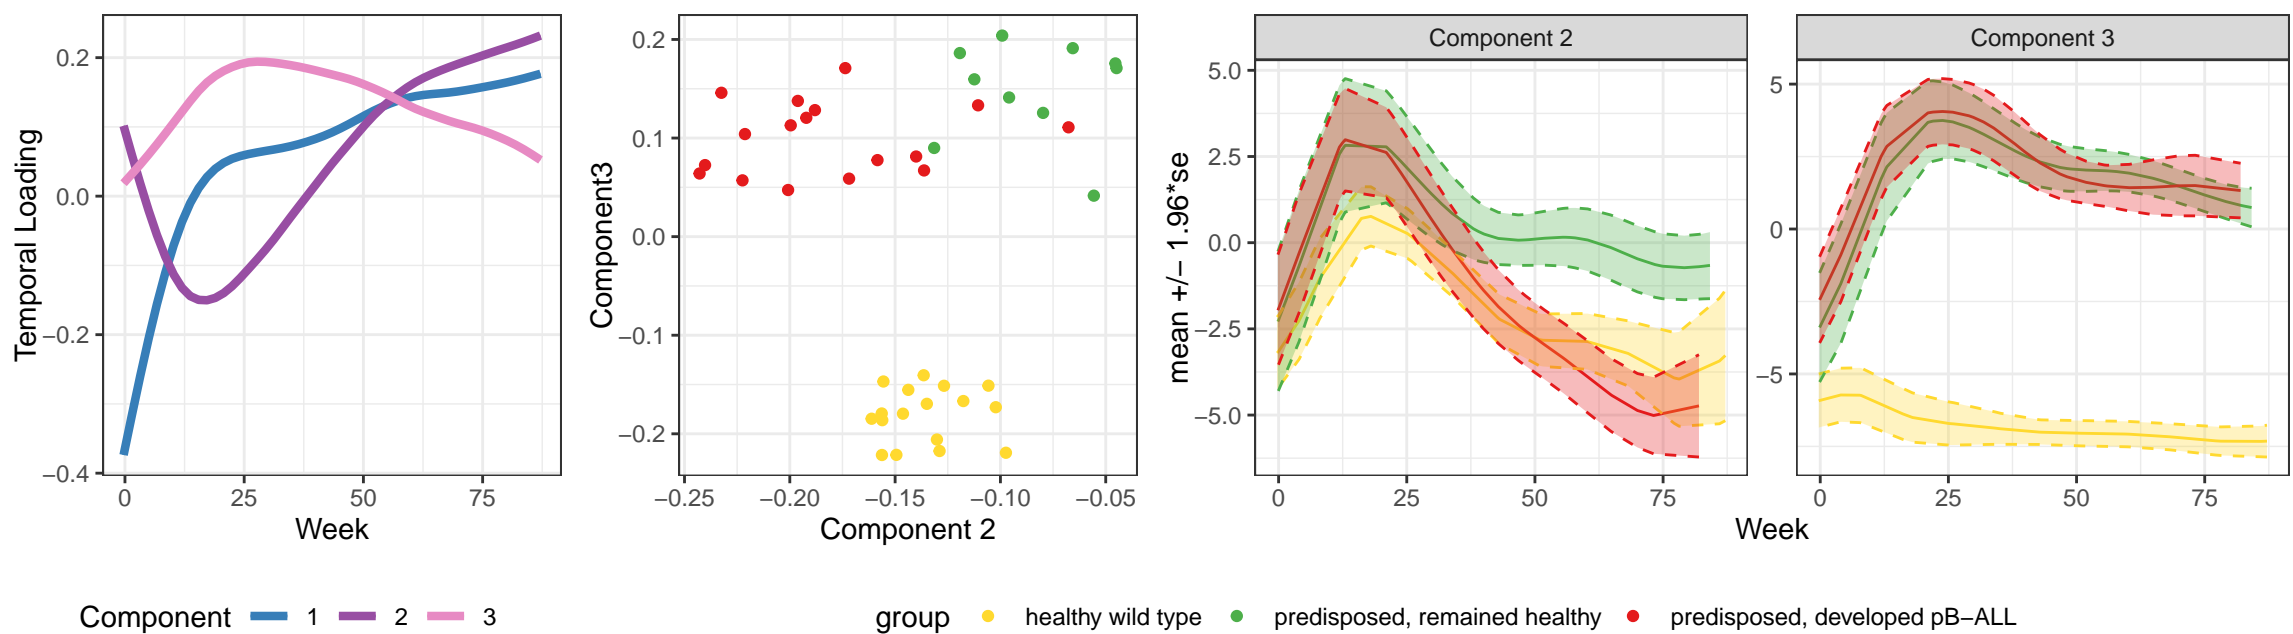 Temporal Loading
0.2
0.0
−0.2
−0.4
0 25 50 75
Week
Component 1 2 3
Component3
0.2
0.1
0.0
−0.1
−0.2
−0.25 −0.20 −0.15 −0.10 −0.05
Component 2
mean +/− 1.96*se
Component 2
5.0
2.5
0.0
−2.5
−5.0
0 25 50 75
Component 3
5
0
−5
0 25 50 75
Week
group healthy wild type predisposed, remained healthy predisposed, developed pB−ALL